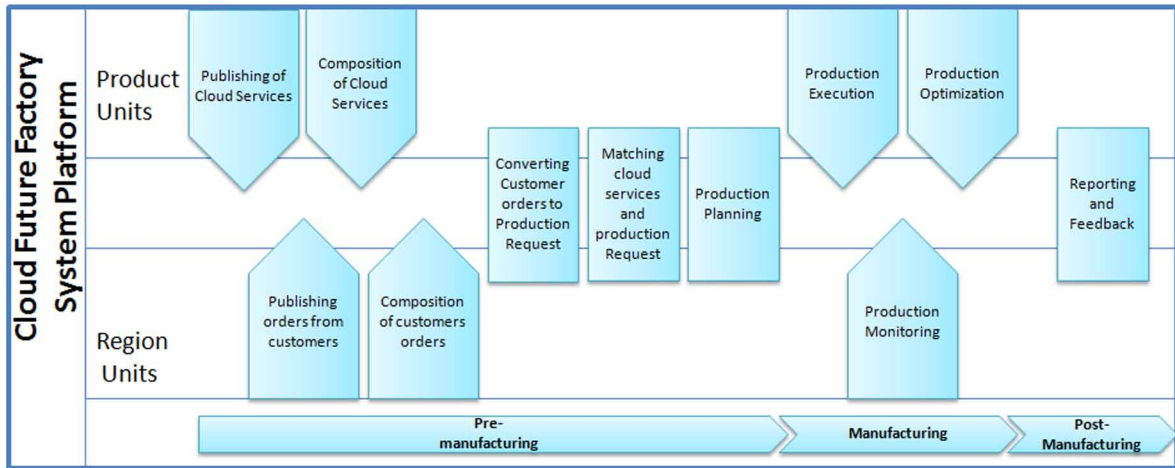 Cloud Future Factory
System Platform
Product
Units
Publishing of
Cloud Services
Composition
of Cloud
Services
Production
Execution
Production
Optimization
Converting
Customer
orders to
Production
Request
Matching
cloud
services
and
production
Request
Production
Planning
Reporting
and
Feedback
Region
Units
Publishing
orders from
customers
Composition
of customers
orders
Production
Monitoring
Pre-
manufacturing
Manufacturing
Post-
Manufacturing